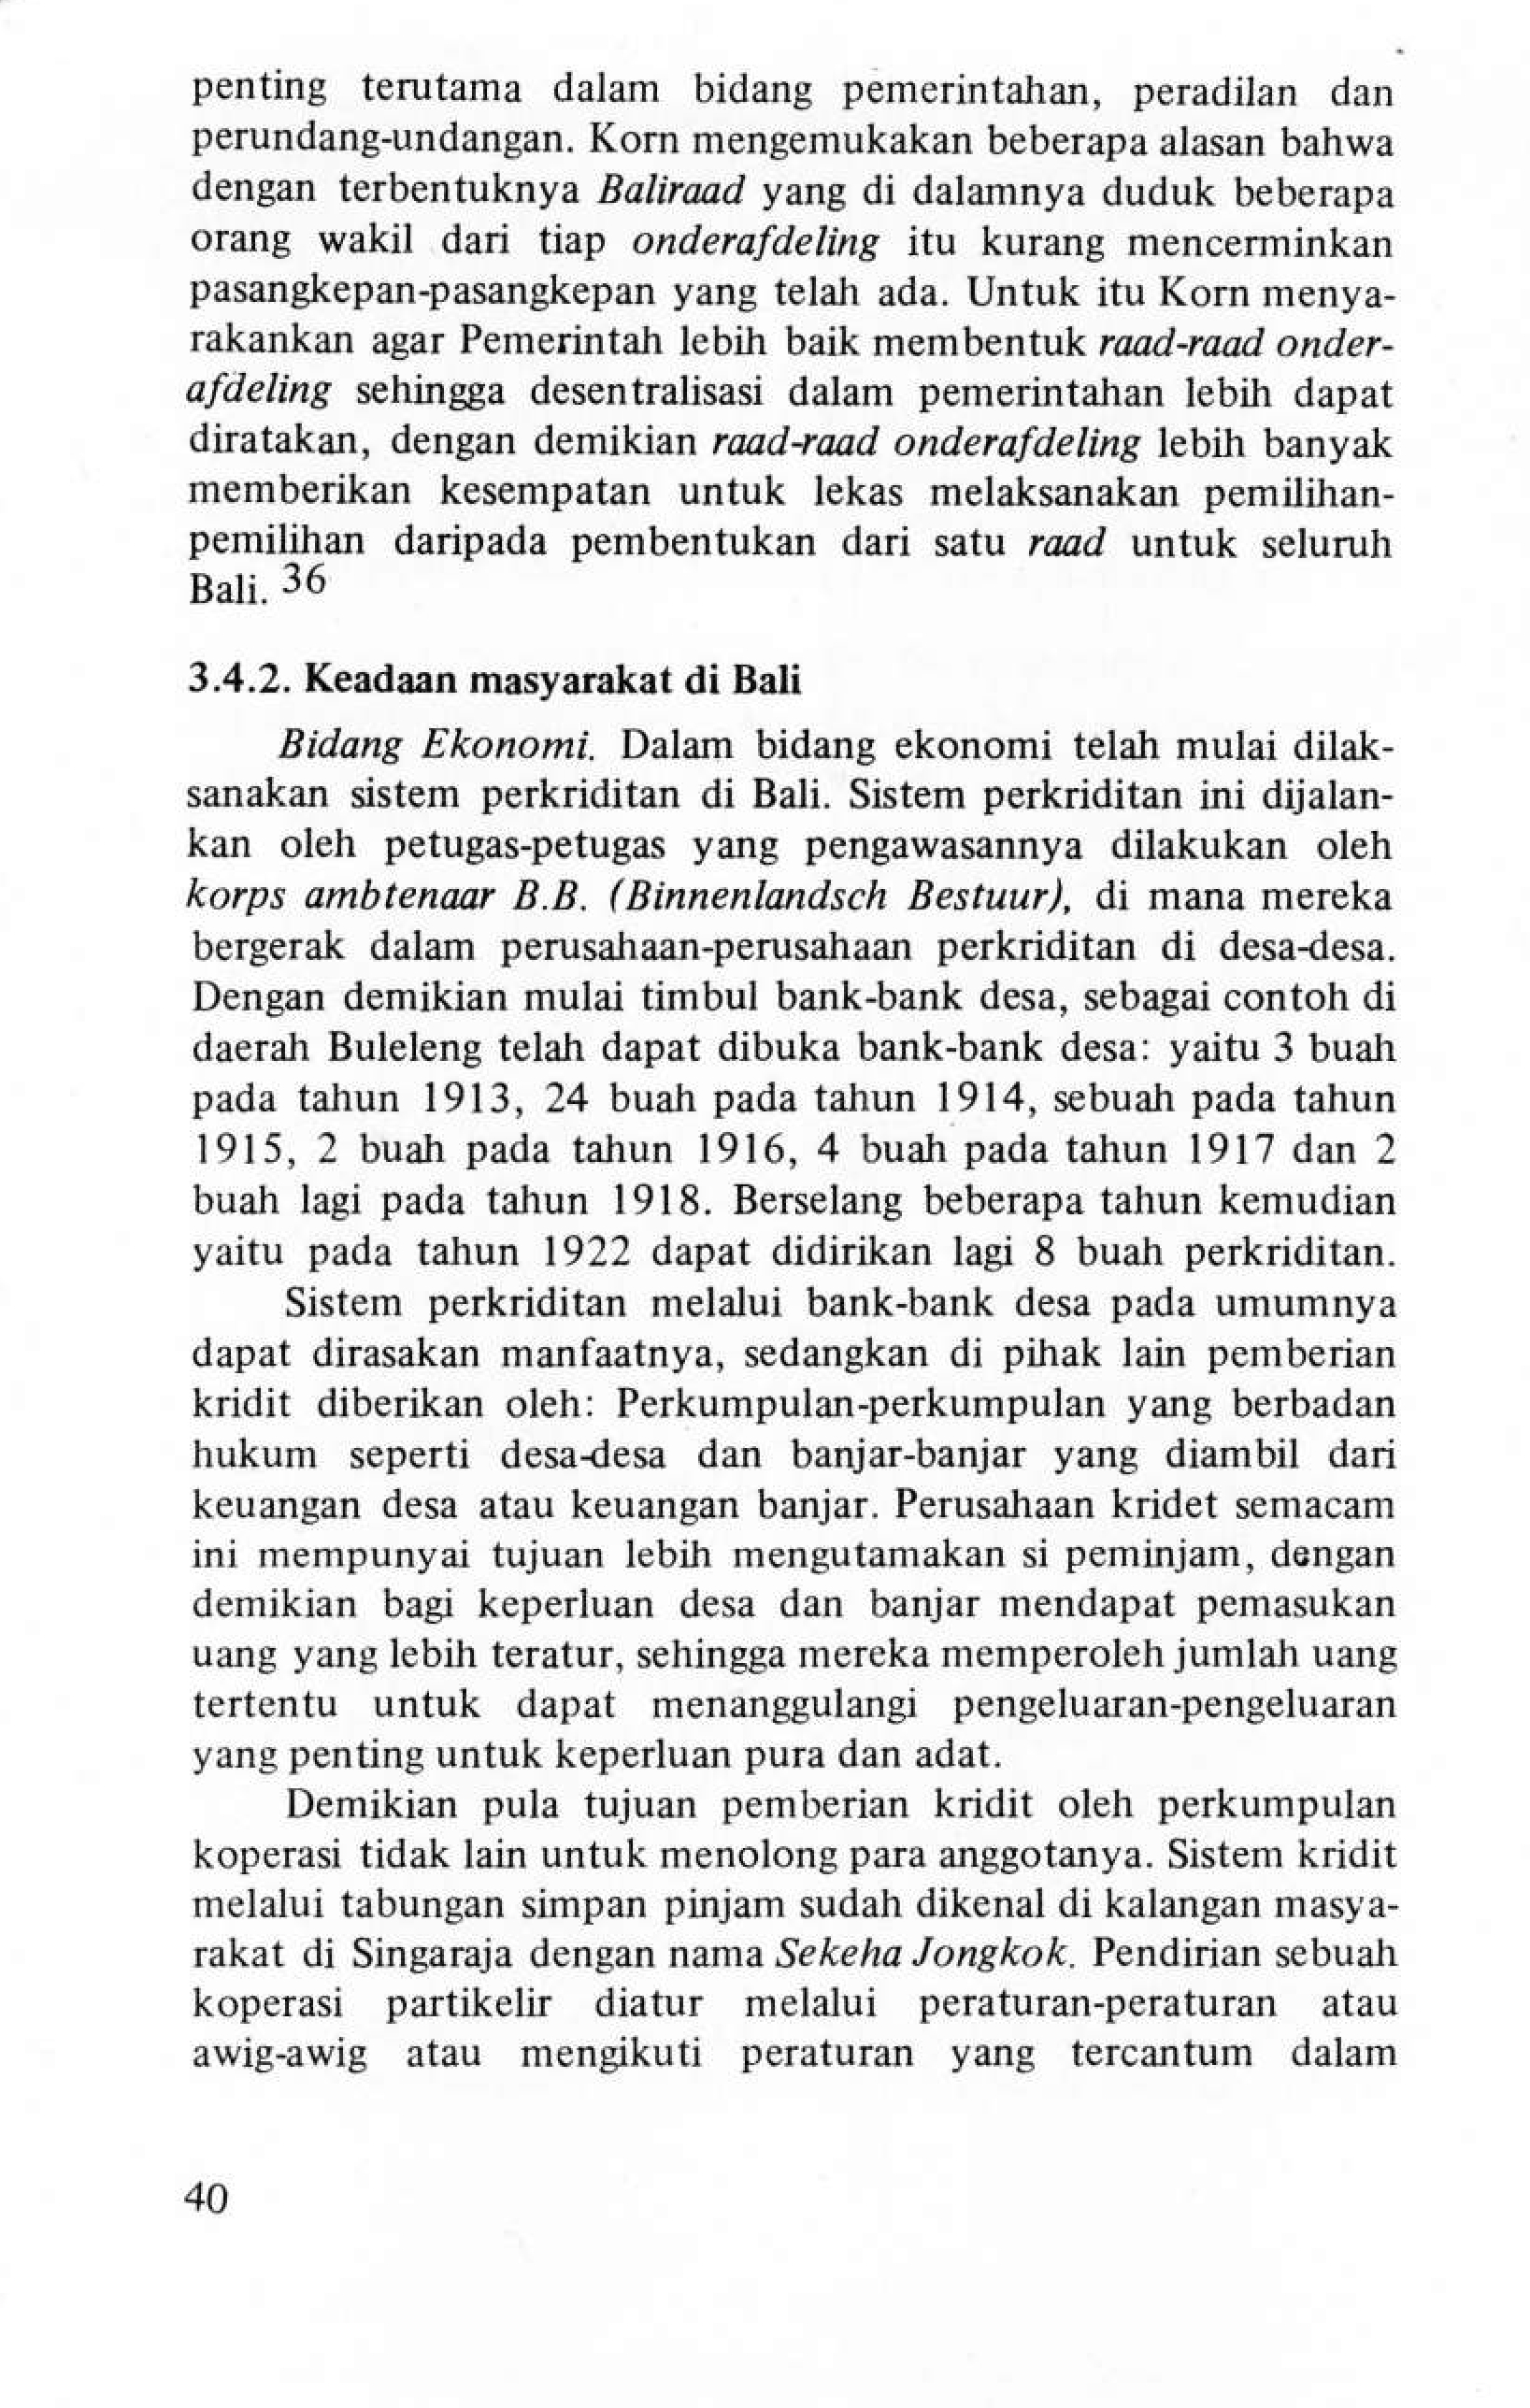 penting terutama dalam bidang pemerintahan, peradilan dan
perundang-undangan. Korn mengemukakan beberapa alasan bahwa
dengan terbentuknya Baliraad yang di dalamnya duduk beberapa
orang wakil dari tiap onderafdeling itu kurang mencerminkan
pasangkepan-pasangkepan yang telah ada. Untuk itu Korn menya-
rakankan agar Pemerintah lebih baik membentuk raad-raad onder-
afdeling sehingga desentralisasi dalam pemerintahan lebih dapat
diratakan, dengan demikian raad-raad onderafdeling lebih banyak
memberikan kesempatan untuk lekas melaksanakan pemilihan-
pemilihan daripada pembentukan dari satu raad untuk seluruh
Bali. 36
3.4.2. Keadaan masyarakat di Bali
Bidang Ekonomi. Dalam bidang ekonomi telah mulai dilak-
sanakan sistem perkriditan di Bali. Sistem perkriditan ini dijalan-
kan oleh petugas-petugas yang pengawasannya dilakukan oleh
korps ambtenaar B.B. (Binnenlandsch Bestuur), di mana mereka
bergerak dalam perusahaan-perusahaan perkriditan di desa-desa.
Dengan demikian mulai timbul bank-bank desa, sebagai contoh di
daerah Buleleng telah dapat dibuka bank-bank desa: yaitu 3 buah
pada tahun 1913, 24 buah pada tahun 1914, sebuah pada tahun
1915, 2 buah pada tahun 1916, 4 buah pada tahun 1917 dan 2
buah lagi pada tahun 1918. Berselang beberapa tahun kemudian
yaitu pada tahun 1922 dapat didirikan lagi 8 buah perkriditan.
Sistem perkriditan melalui bank-bank desa pada umumnya
dapat dirasakan manfaatnya, sedangkan di pihak lain pemberian
kridit diberikan oleh: Perkumpulan-perkumpulan yang berbadan
hukum seperti desa-desa dan banjar-banjar yang diambil dari
keuangan desa atau keuangan banjar. Perusahaan kridet semacam
ini mempunyai tujuan lebih mengutamakan si peminjam, dengan
demikian bagi keperluan desa dan banjar mendapat pemasukan
uang yang lebih teratur, sehingga mereka memperoleh jumlah uang
tertentu untuk dapat menanggulangi pengeluaran-pengeluaran
yang penting untuk keperluan pura dan adat.
Demikian pula tujuan pemberian kridit oleh perkumpulan
koperasi tidak lain untuk menolong para anggotanya. Sistem kridit
melalui tabungan simpan pinjam sudah dikenal di kalangan masya-
rakat di Singaraja dengan nama Sekeha Jongkok. Pendirian sebuah
koperasi partikelir diatur melalui peraturan-peraturan atau
awig-awig atau mengikuti peraturan yang tercantum dalam
40